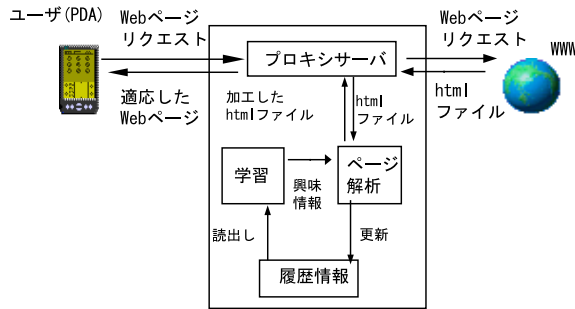 ユーザ(PDA)
Webページ
リクエスト
適応した
Webページ
プロキシサーバ
Webページ
リクエスト
WWW
html
ファイル
加工した
htmlファイル
html
ファイル
学習
興味
情報
ページ
解析
読出し
更新
履歴情報